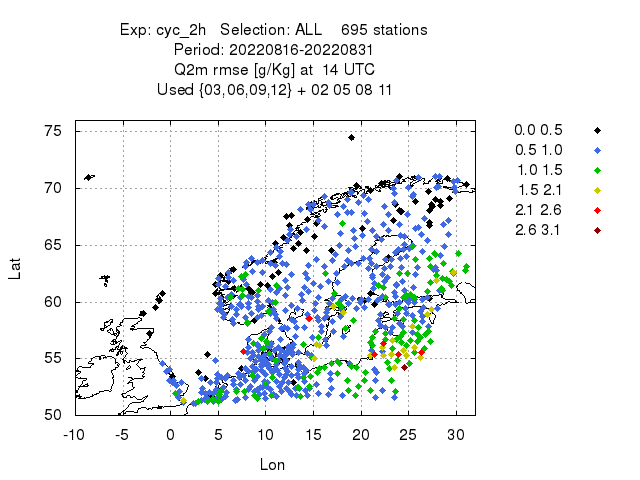 Exp: cyc_2h Selection: ALL 695 stations
Period: 20220816-20220831
Q2m rmse [g/Kg] at 14 UTC
Used {03,06,09,12} + 02 05 08 11
75
70
65
60
55
50
Lat
-10 -5 0 5 10 15 20 25 30
Lon
0.0 0.5
0.5 1.0
1.0 1.5
1.5 2.1
2.1 2.6
2.6 3.1